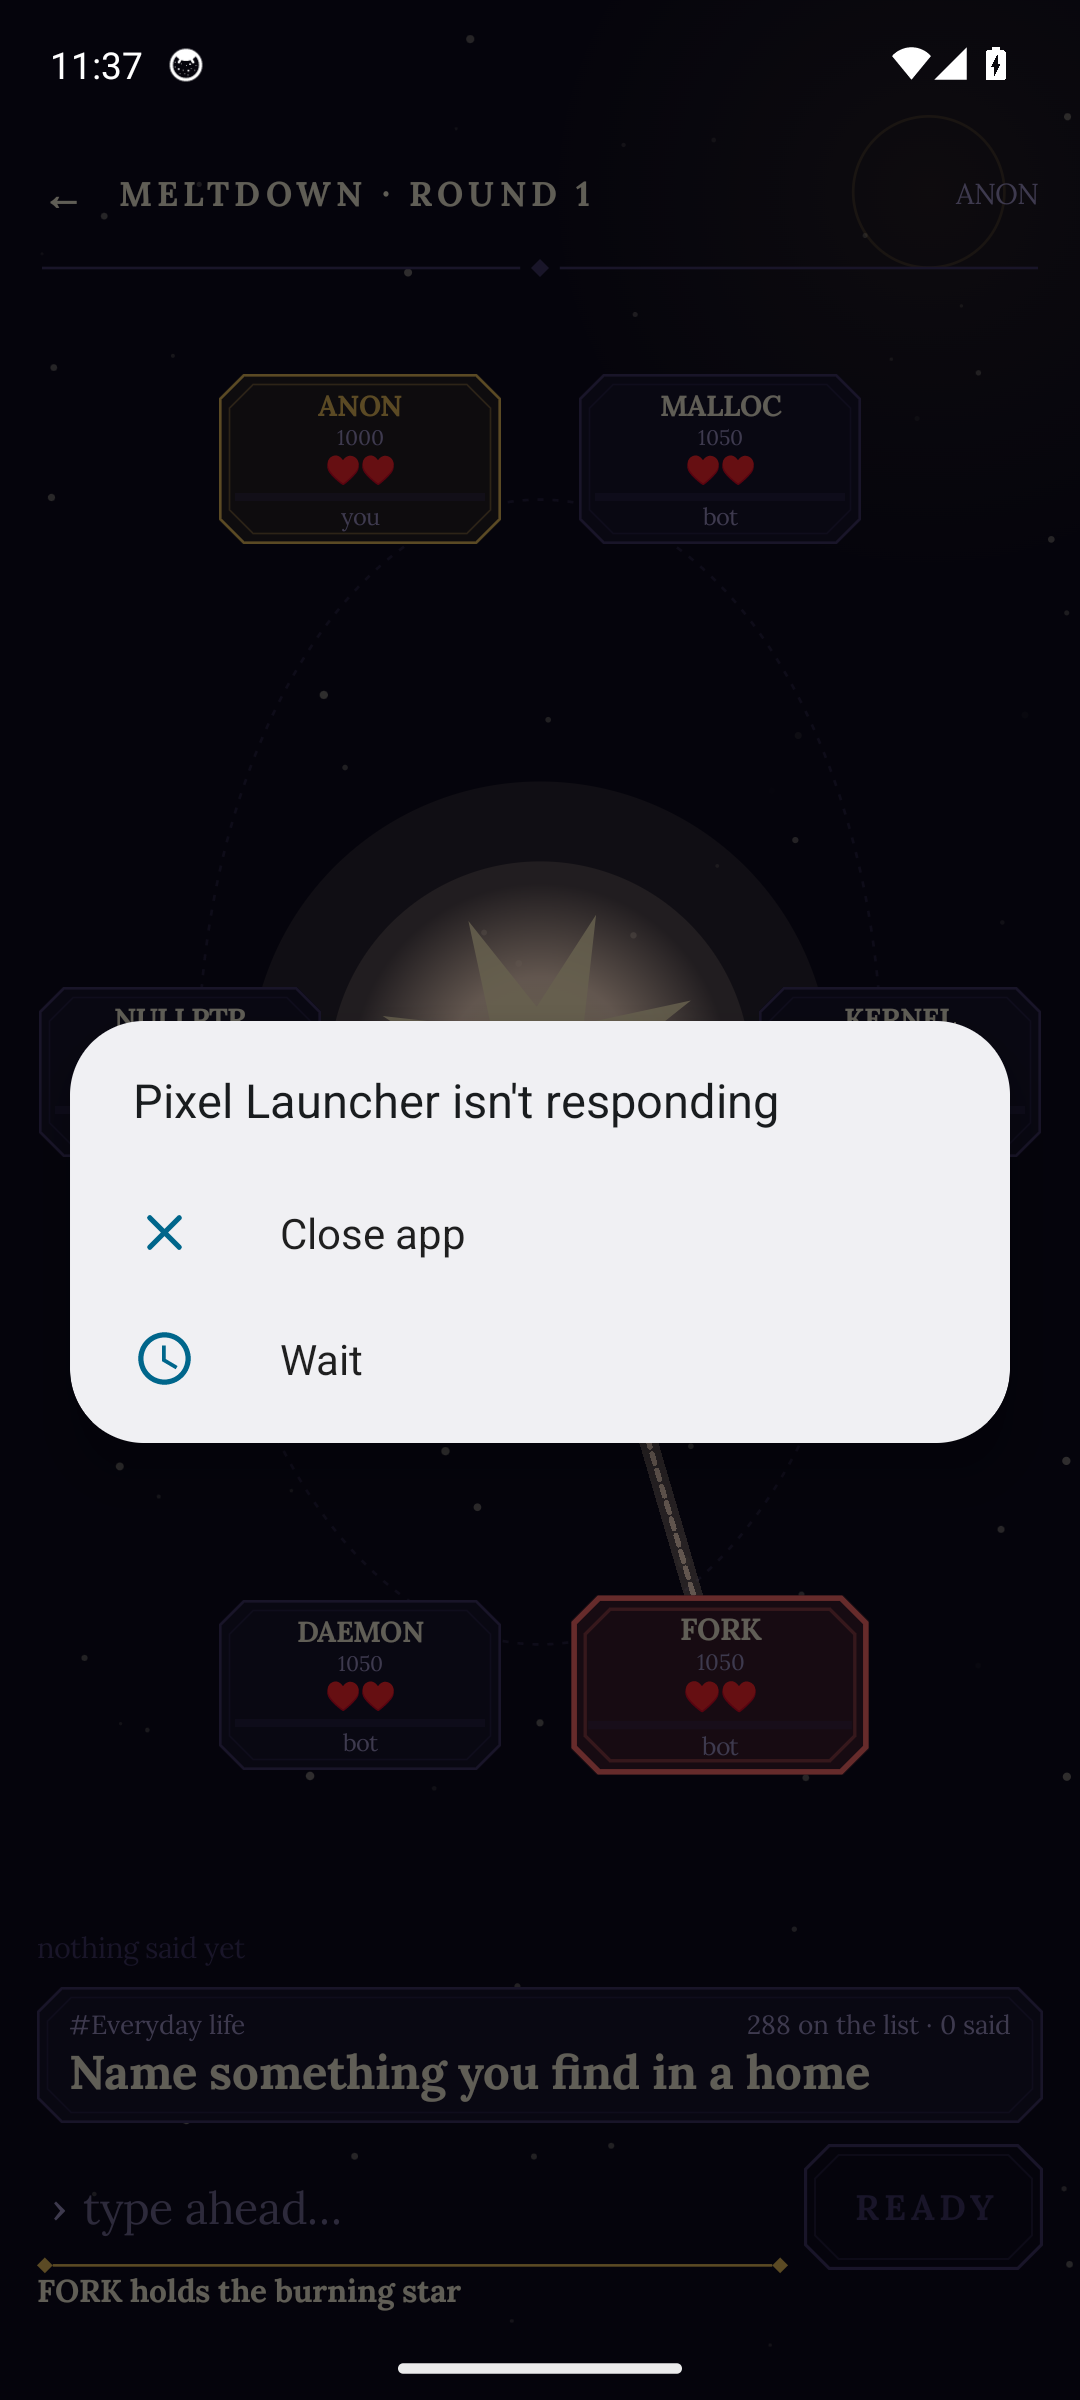 11:37
← MELTDOWN · ROUND 1
ANON
ANON
1000
you
MALLOC
1050
bot
NULLPTR
KERNEL
Pixel Launcher isn't responding
Close app
Wait
DAEMON
1050
bot
FORK
1050
bot
nothing said yet
#Everyday life
288 on the list · 0 said
Name something you find in a home
› type ahead...
READY
FORK holds the burning star